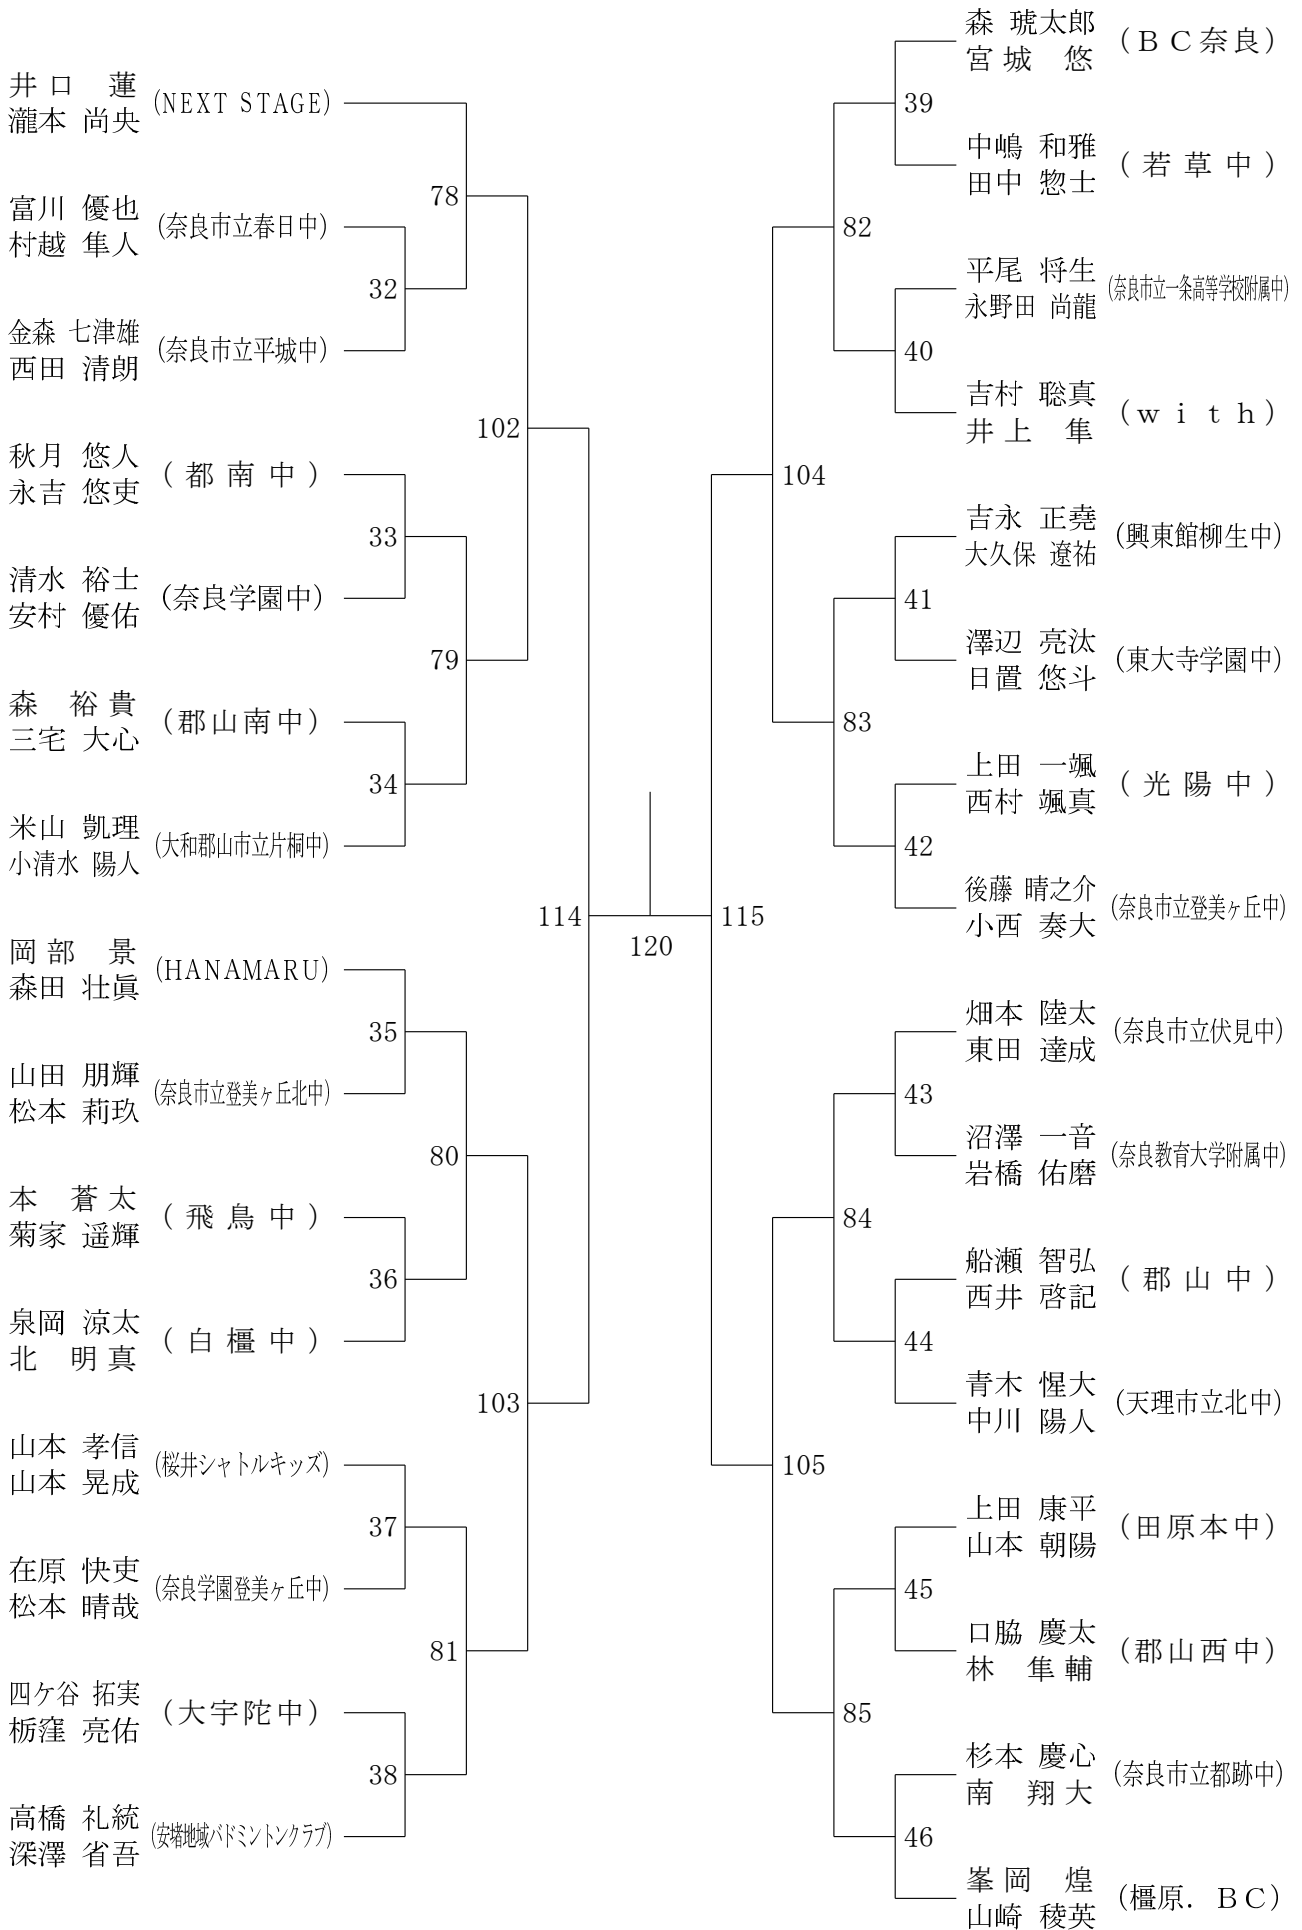 井口 蓮
瀧本 尚央
(NEXT STAGE)
富川 優也
村越 隼人
(奈良市立春日中)
金森 七津雄
西田 清朗
(奈良市立平城中)
秋月 悠人
永吉 悠吏
(都南中)
清水 裕士
安村 優佑
(奈良学園中)
森 裕貴
三宅 大心
(郡山南中)
米山 凱理
小清水 陽人
(大和郡山市立片桐中)
岡部 景
森田 壮眞
(HANAMARU)
山田 朋輝
松本 莉玖
(奈良市立登美ヶ丘北中)
本 蒼太
菊家 遥輝
(飛鳥中)
泉岡 涼太
北 明真
(白橿中)
山本 孝信
山本 晃成
(桜井シャトルキッズ)
在原 快吏
松本 晴哉
(奈良学園登美ヶ丘中)
四ケ谷 拓実
栃窪 亮佑
(大宇陀中)
高橋 礼統
深澤 省吾
(安堵地域バドミントンクラブ)
32
33
34
35
36
37
38
78
79
80
81
102
103
114
120
115
104
105
82
83
84
85
39
40
41
42
43
44
45
46
森 琥太郎
宮城 悠
(BC奈良)
中嶋 和雅
田中 惣士
(若草中)
平尾 将生
永野田 尚龍
(奈良市立一条高等学校附属中)
吉村 聡真
井上 隼
(with)
吉永 正堯
大久保 遼祐
(興東館柳生中)
澤辺 亮汰
日置 悠斗
(東大寺学園中)
上田 一颯
西村 颯真
(光陽中)
後藤 晴之介
小西 奏大
(奈良市立登美ヶ丘中)
畑本 陸太
東田 達成
(奈良市立伏見中)
沼澤 一音
岩橋 佑磨
(奈良教育大学附属中)
船瀬 智弘
西井 啓記
(郡山中)
青木 惺大
中川 陽人
(天理市立北中)
上田 康平
山本 朝陽
(田原本中)
口脇 慶太
林 隼輔
(郡山西中)
杉本 慶心
南 翔大
(奈良市立都跡中)
峯岡 煌
山崎 稜英
(橿原．BC)